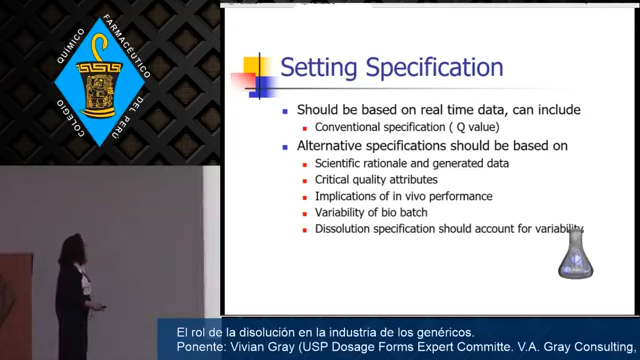 COLEGIO QUÍMICO FARMACÉUTICO DEL PERÚ
Setting Specification
Should be based on real time data, can include
Conventional specification ( Q value)
Alternative specifications should be based on
Scientific rationale and generated data
Critical quality attributes
Implications of in vivo performance
Variability of bio batch
Dissolution specification should account for variability
El rol de la disolución en la industria de los genéricos.
Ponente: Vivian Gray (USP Dosage Forms Expert Committe. V.A. Gray Consulting,